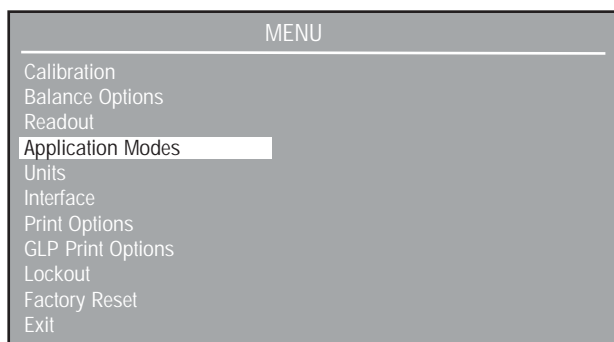 MENU
Calibration
Balance Options
Readout
Application Modes
Units
Interface
Print Options
GLP Print Options
Lockout
Factory Reset
Exit